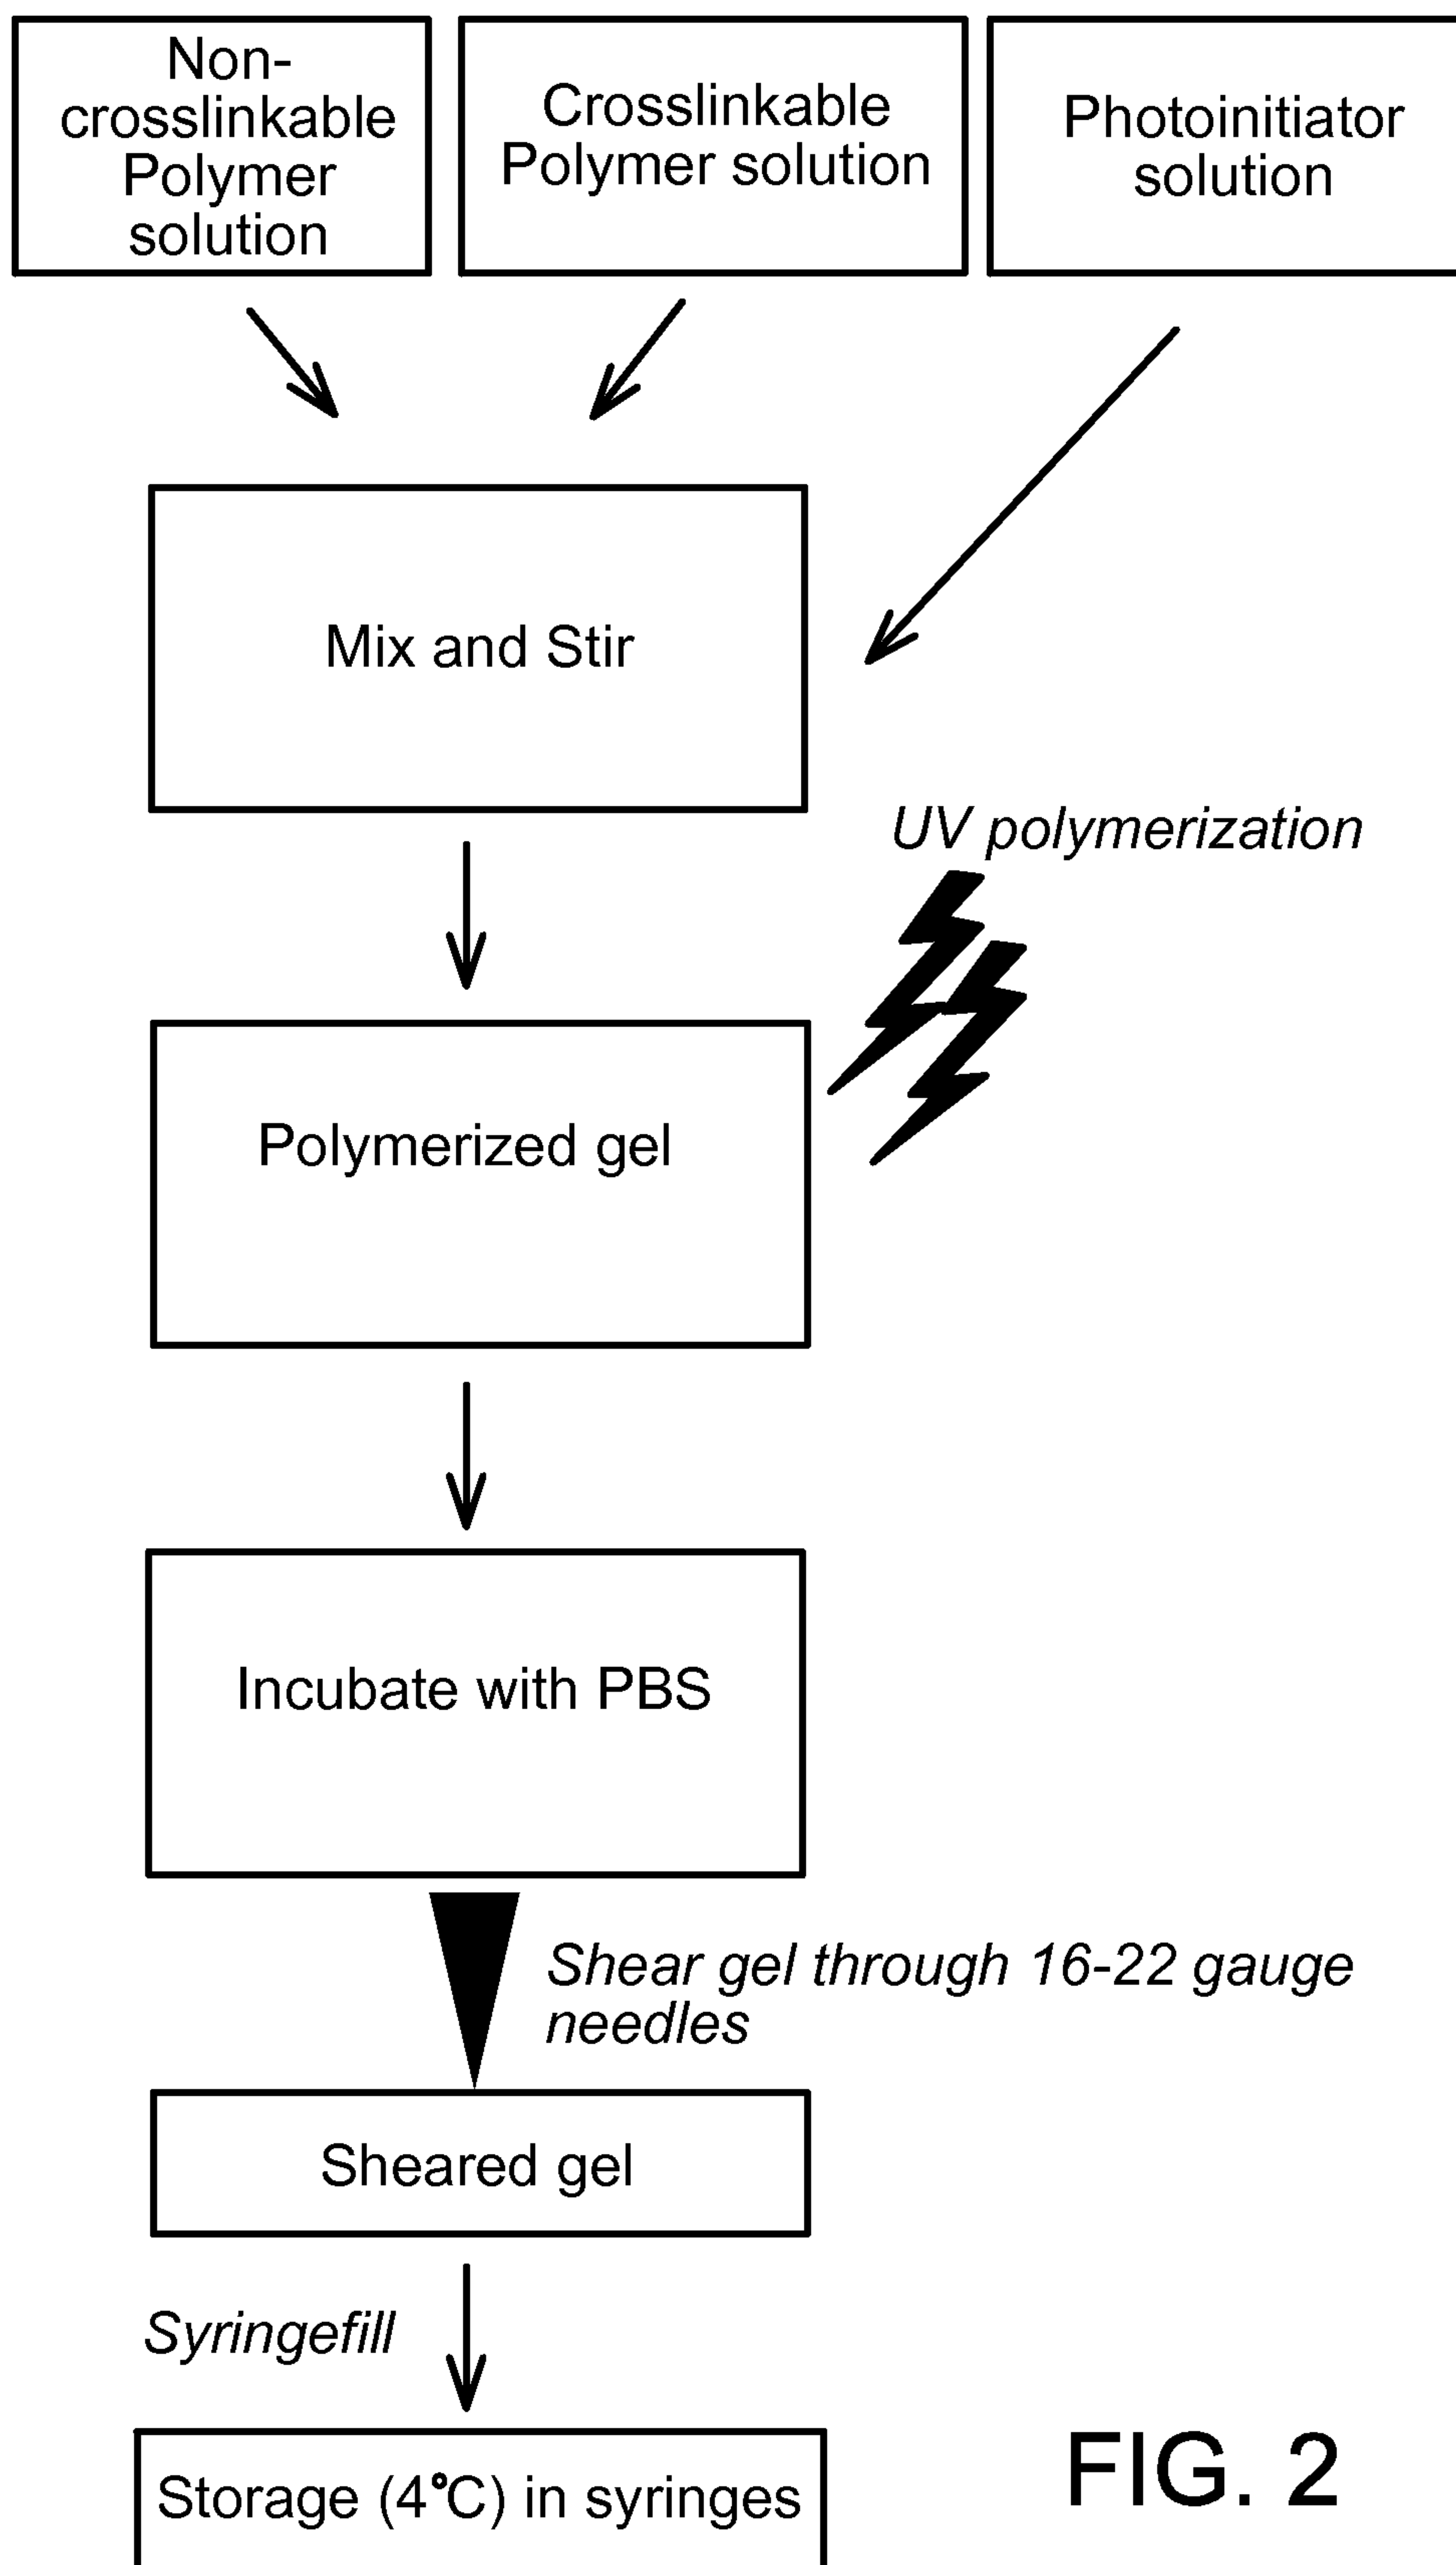 Non-
crosslinkable
Polymer
solution
Crosslinkable
Polymer solution
Photoinitiator
solution
Mix and Stir
UV polymerization
Polymerized gel
Incubate with PBS
Shear gel through 16-22 gauge
needles
Sheared gel
Syringefill
Storage (4°C) in syringes
FIG. 2